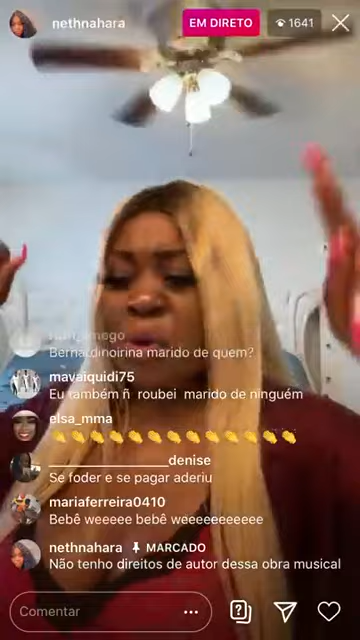 nethnahara
EM DIRETO
1641
Bernardinoirina marido de quem?
mavaiquidi75
Eu também ñ roubei marido de ninguém
elsa_mma
👏👏👏👏👏👏👏👏👏👏👏👏👏
denise
Se foder e se pagar aderiu
mariaferreira0410
Bebê weeeee bebê weeeeeeeeeee
nethnahara MARCADO
Não tenho direitos de autor dessa obra musical
Comentar